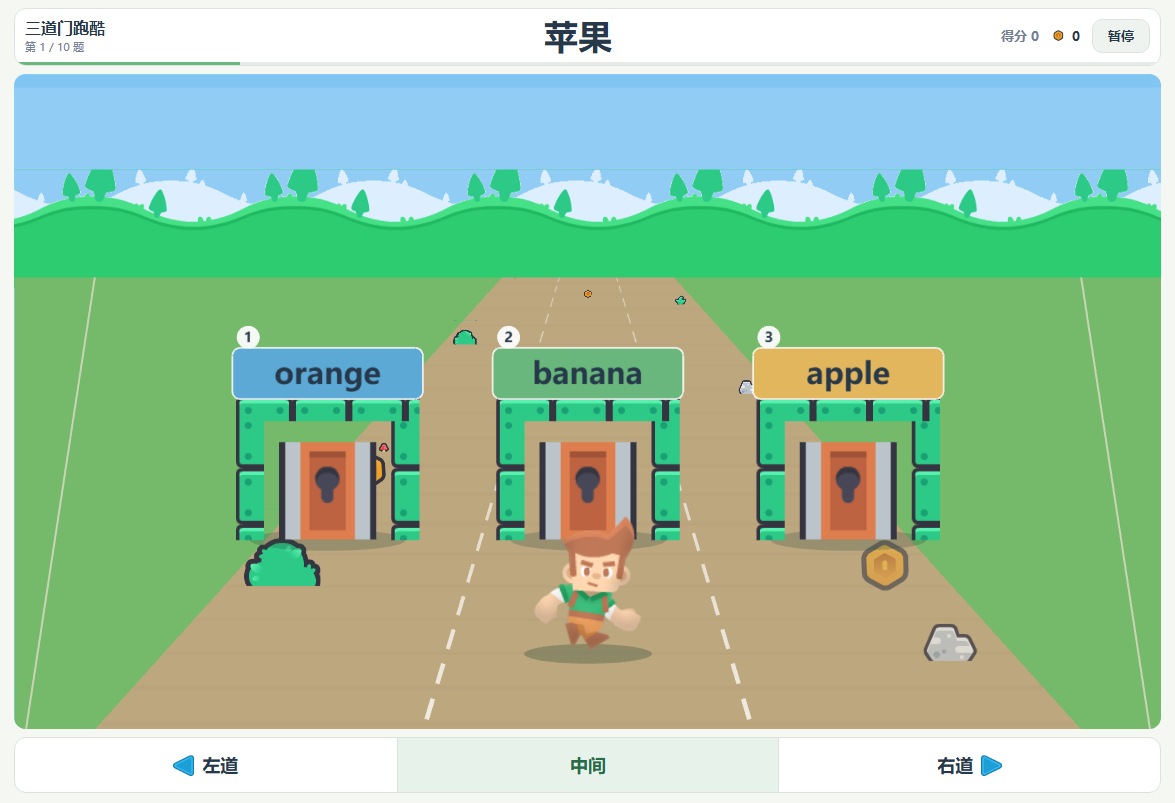 三道门跑酷
第 1 / 10 题
苹果
得分 0
0
暂停
1
2
3
orange
banana
apple
左道
中间
右道